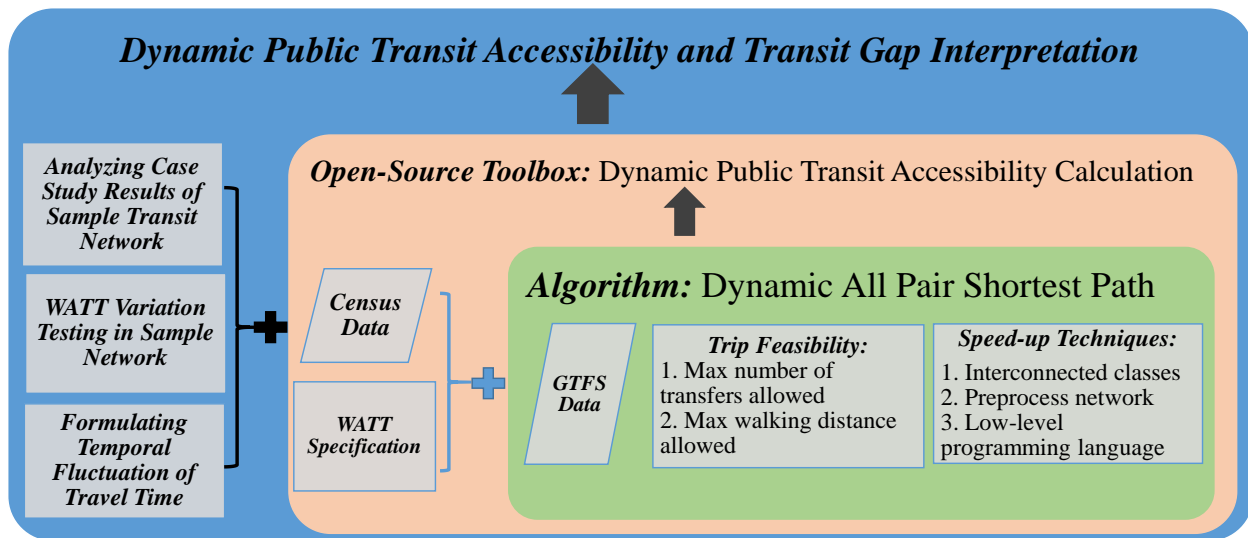 Dynamic Public Transit Accessibility and Transit Gap Interpretation
Analyzing Case
Study Results of
Sample Transit
Network
WATT Variation
Testing in Sample
Network
Formulating
Temporal
Fluctuation of
Travel Time
Open-Source Toolbox: Dynamic Public Transit Accessibility Calculation
Census
Data
WATT
Specification
Algorithm: Dynamic All Pair Shortest Path
GTFS
Data
Trip Feasibility:
1. Max number of
transfers allowed
2. Max walking distance
allowed
Speed-up Techniques:
1. Interconnected classes
2. Preprocess network
3. Low-level
programming language